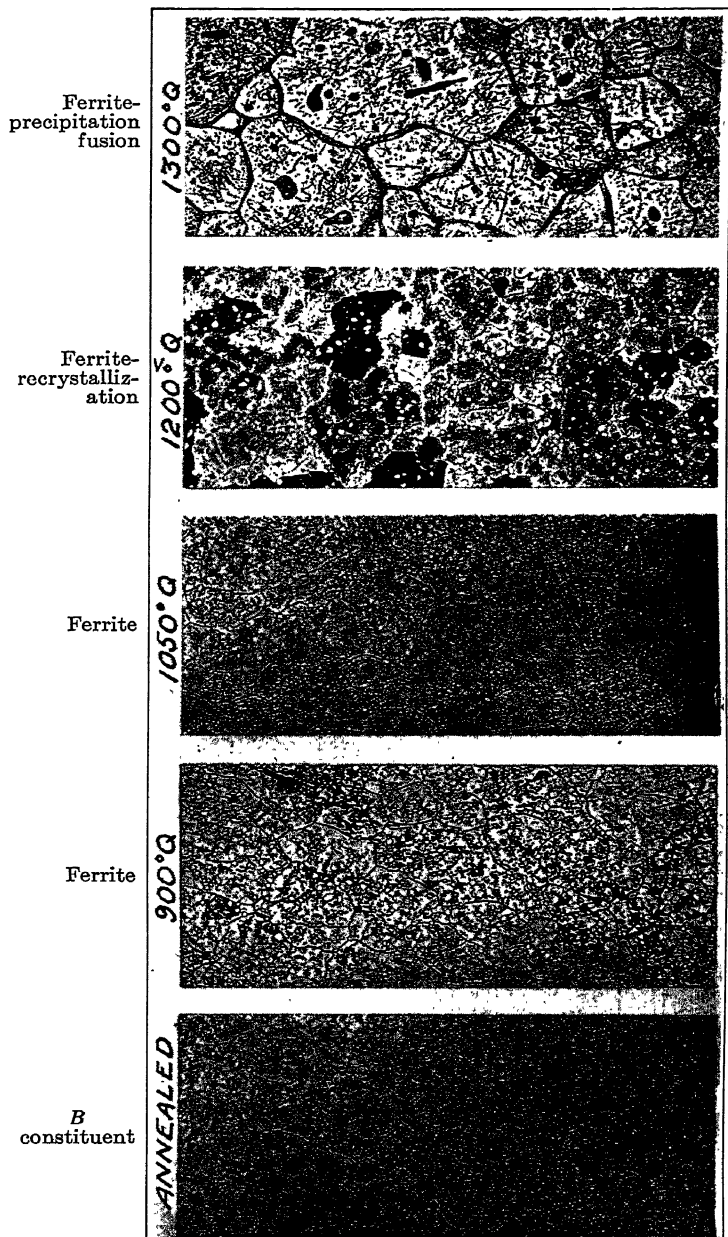 Ferrite-
precipitation
fusion
1300°Q
Ferrite-
recrystalliz-
ation
1200°Q
Ferrite
1050°Q
Ferrite
900°Q
B
constituent
ANNEALED